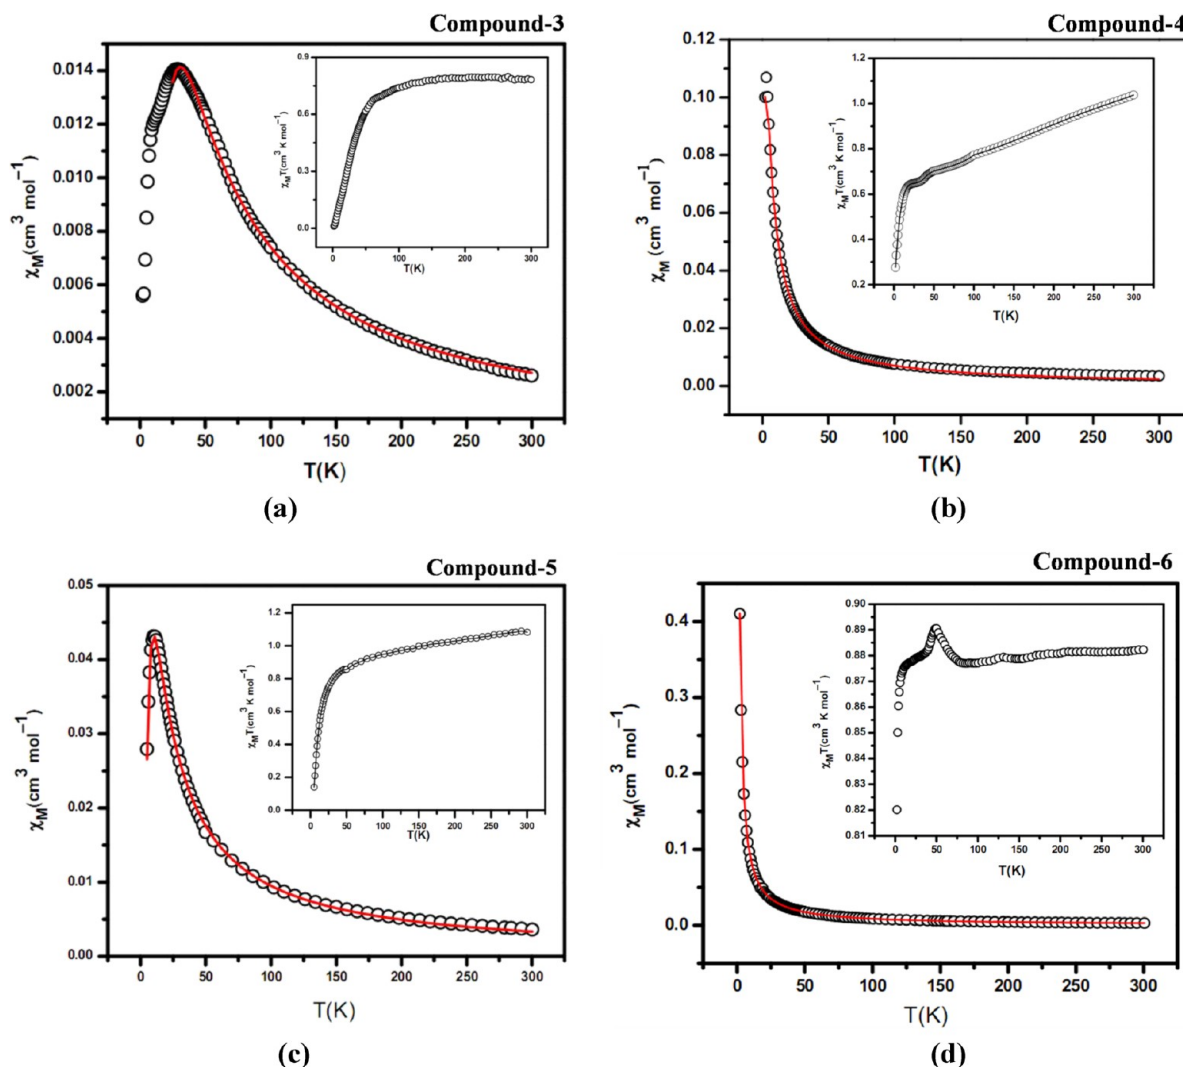 Compound-3
0.014
0.012
0.010
0.008
0.006
0.004
0.002
χM(cm3 mol−1)
0 50 100 150 200 250 300
T(K)
0.9
0.6
0.3
0.0
χMT(cm3 K mol−1)
0 50 100 150 200 250 300
T(K)
(a)
Compound-4
0.12
0.10
0.08
0.06
0.04
0.02
0.00
χM (cm3 mol−1)
0 50 100 150 200 250 300
T(K)
1.2
1.0
0.8
0.6
0.4
0.2
χMT(cm3 K mol−1)
0 50 100 150 200 250 300
T(K)
(b)
Compound-5
0.05
0.04
0.03
0.02
0.01
0.00
χM(cm3 mol−1)
0 50 100 150 200 250 300
T(K)
1.2
1.0
0.8
0.6
0.4
0.2
0.0
χMT(cm3 K mol−1)
0 50 100 150 200 250 300
T(K)
(c)
Compound-6
0.4
0.3
0.2
0.1
0.0
χM(cm3 mol−1)
0 50 100 150 200 250 300
T(K)
0.90
0.89
0.88
0.87
0.86
0.85
0.84
0.83
0.82
0.81
χMT(cm3 K mol−1)
0 50 100 150 200 250 300
T(K)
(d)